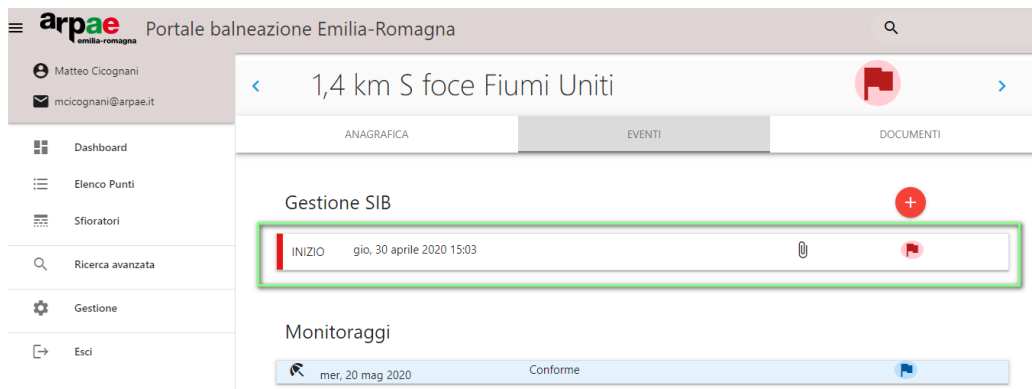 arpae
emilia-romagna
Portale balneazione Emilia-Romagna
Matteo Cicognani
mcicognani@arpae.it
1,4 km S foce Fiumi Uniti
ANAGRAFICA EVENTI DOCUMENTI
Dashboard
Elenco Punti
Sfioratori
Ricerca avanzata
Gestione
Esci
Gestione SIB
+
INIZIO gio, 30 aprile 2020 15:03
Monitoraggi
mer, 20 mag 2020 Conforme